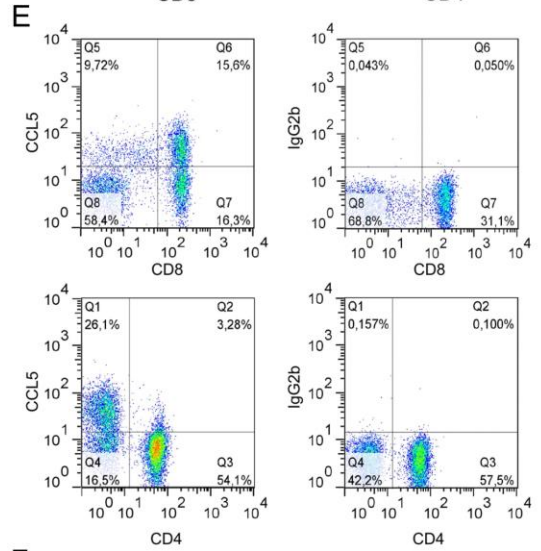 E
10^4
10^3
10^2
10^1
10^0
CCL5
Q5
9,72%
Q6
15,6%
Q8
58,4%
Q7
16,3%
10^0 10^1 10^2 10^3 10^4
CD8
10^4
10^3
10^2
10^1
10^0
IgG2b
Q5
0,043%
Q6
0,050%
Q8
68,8%
Q7
31,1%
10^0 10^1 10^2 10^3 10^4
CD8
10^4
10^3
10^2
10^1
10^0
CCL5
Q1
26,1%
Q2
3,28%
Q4
16,5%
Q3
54,1%
10^0 10^1 10^2 10^3 10^4
CD4
10^4
10^3
10^2
10^1
10^0
IgG2b
Q1
0,157%
Q2
0,100%
Q4
42,2%
Q3
57,5%
10^0 10^1 10^2 10^3 10^4
CD4